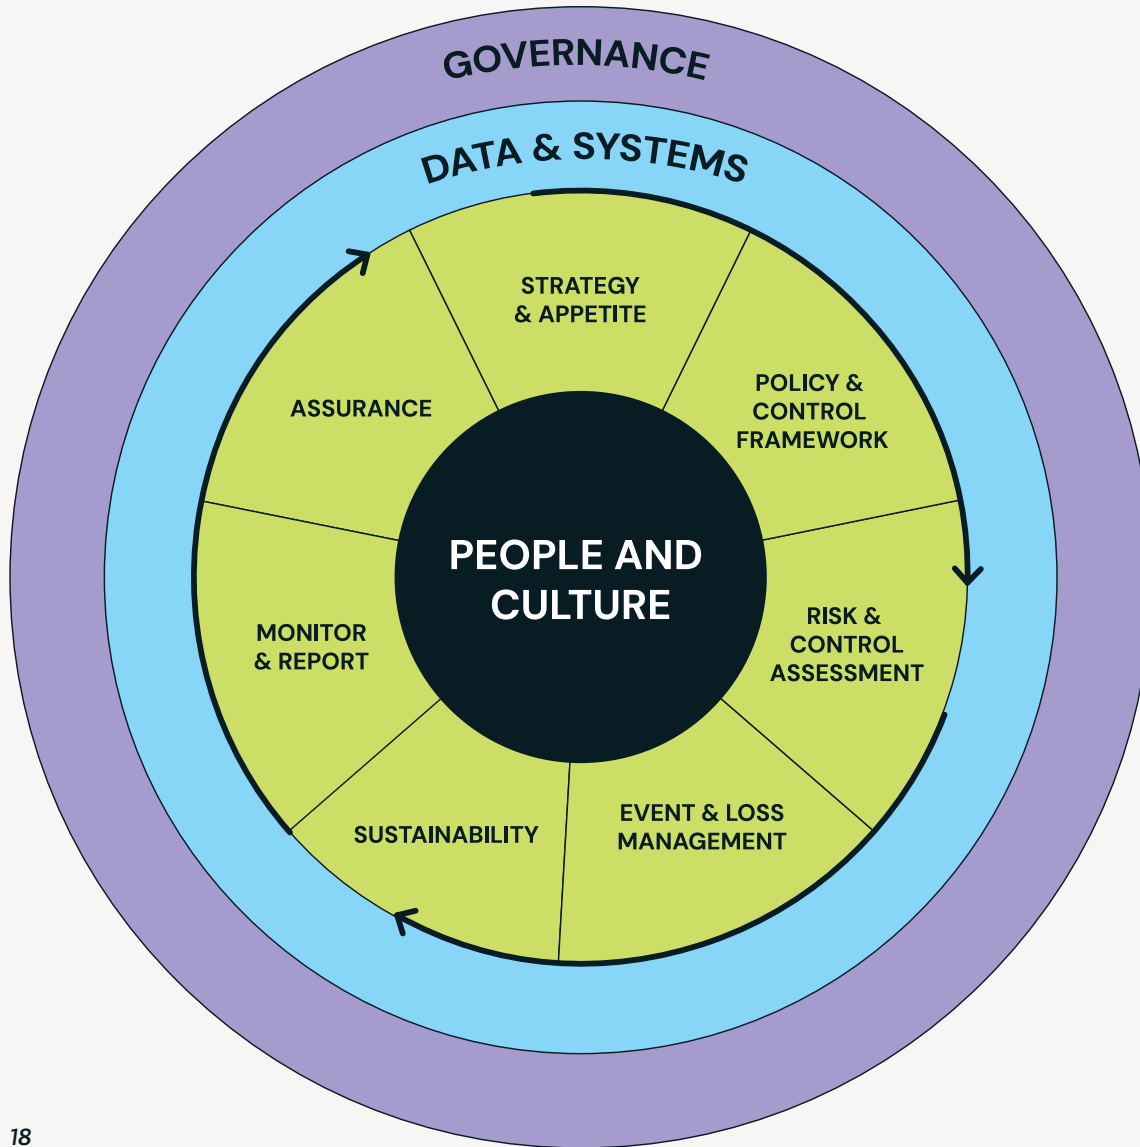 GOVERNANCE
DATA & SYSTEMS
STRATEGY
& APPETITE
POLICY &
CONTROL
FRAMEWORK
RISK &
CONTROL
ASSESSMENT
EVENT & LOSS
MANAGEMENT
SUSTAINABILITY
MONITOR
& REPORT
ASSURANCE
PEOPLE AND
CULTURE
18